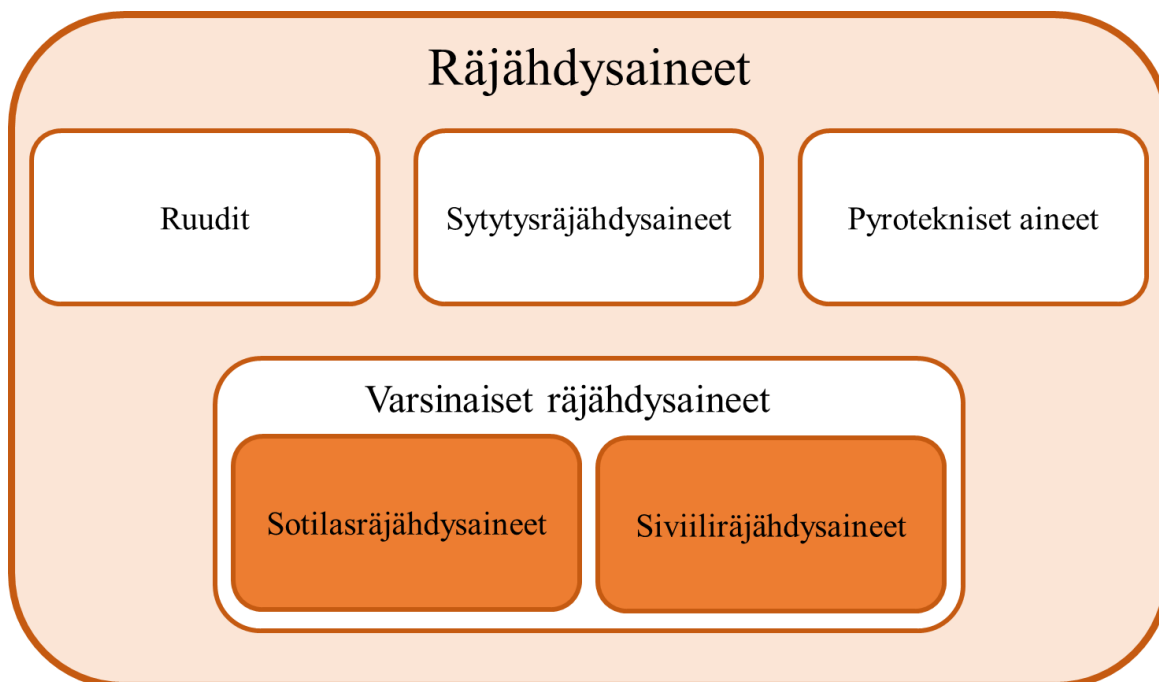 Räjähdysaineet
Ruudit
Sytytysräjähdysaineet
Pyrotekniset aineet
Varsinaiset räjähdysaineet
Sotilasräjähdysaineet
Siviiliräjähdysaineet